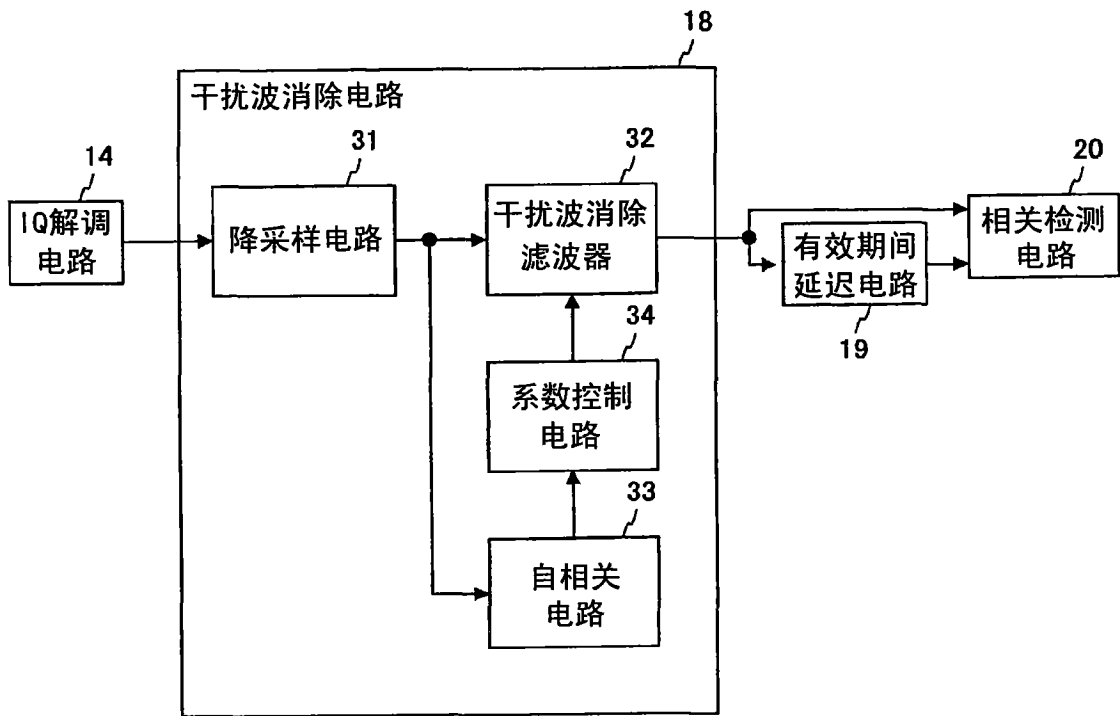 18
干扰波消除电路
14
IQ解调
电路
31
降采样电路
32
干扰波消除
滤波器
20
相关检测
电路
有效期间
延迟电路
19
34
系数控制
电路
33
自相关
电路